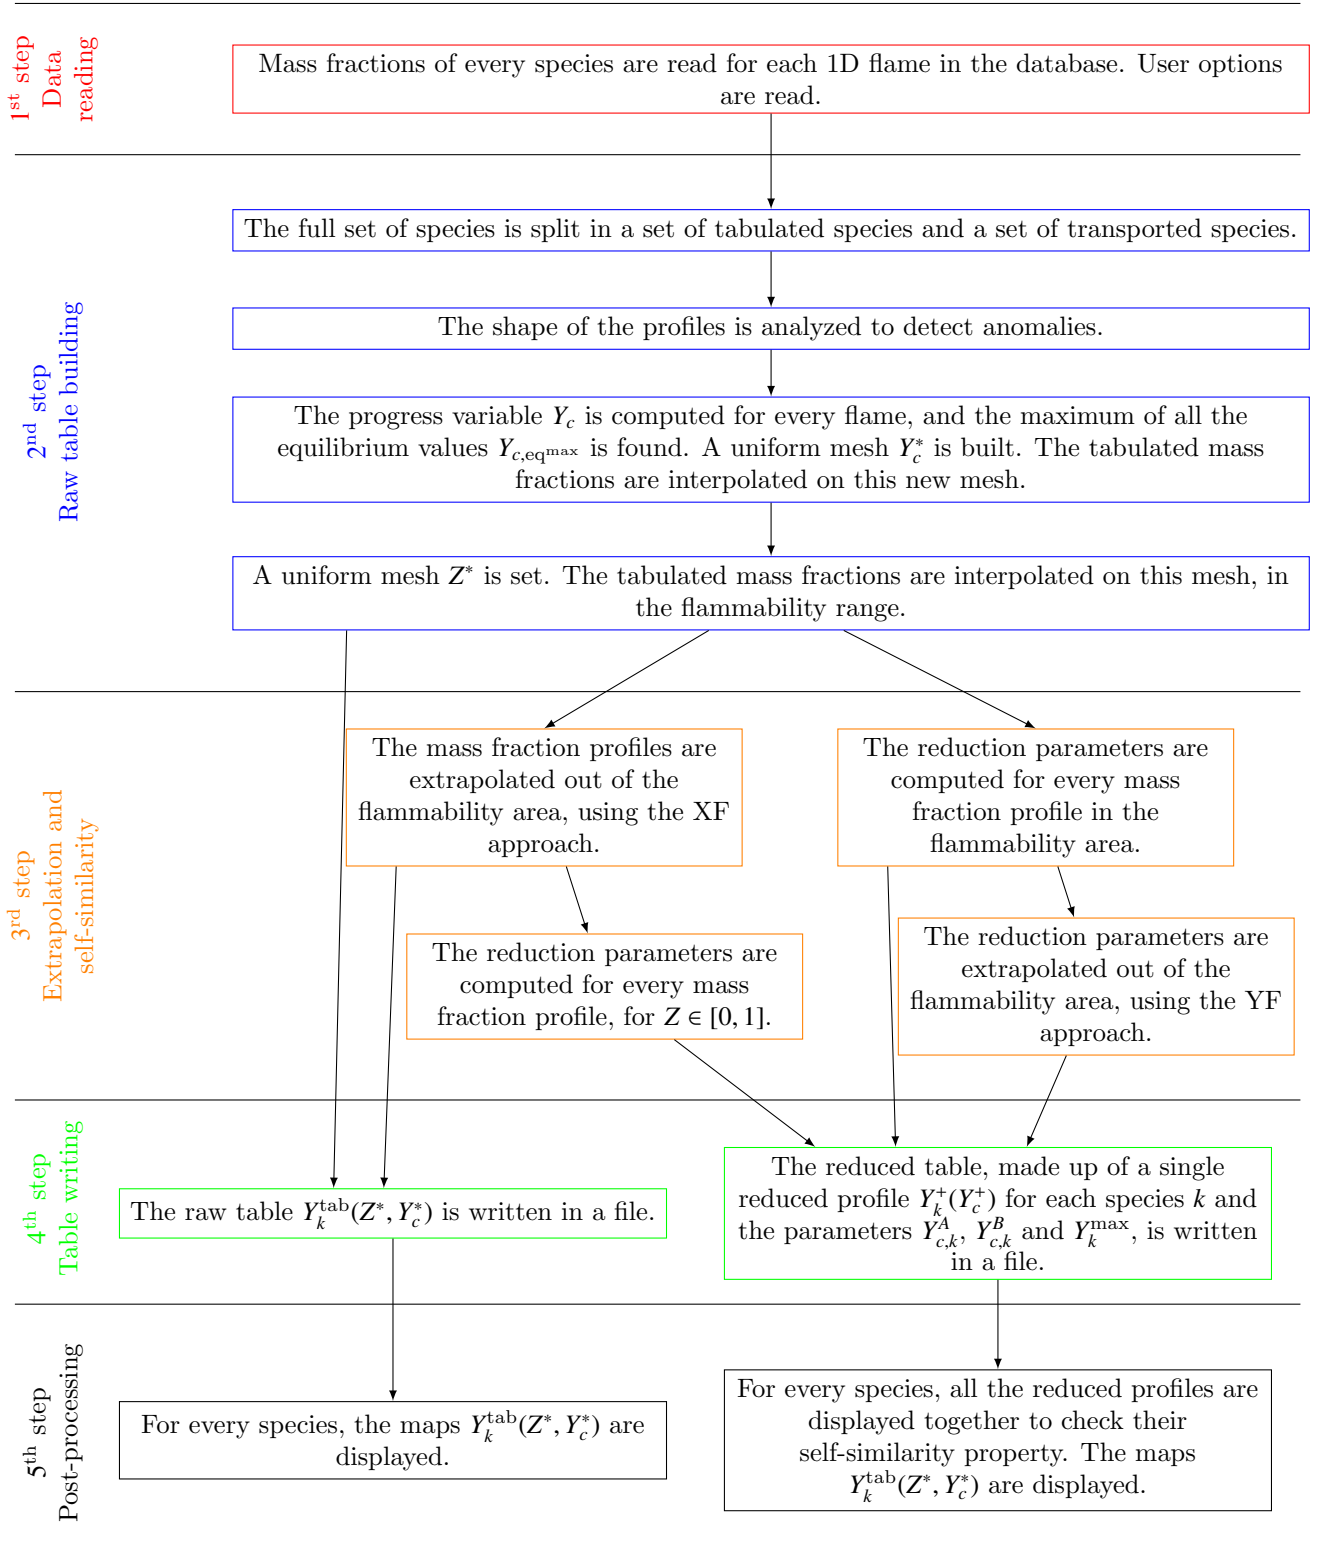 1st step
Data
reading
Mass fractions of every species are read for each 1D flame in the database. User options
are read.
2nd step
Raw table building
The full set of species is split in a set of tabulated species and a set of transported species.
The shape of the profiles is analyzed to detect anomalies.
The progress variable Y_c is computed for every flame, and the maximum of all the
equilibrium values Y_{c,eq^{max}} is found. A uniform mesh Y_c^* is built. The tabulated mass
fractions are interpolated on this new mesh.
A uniform mesh Z^* is set. The tabulated mass fractions are interpolated on this mesh, in
the flammability range.
3rd step
Extrapolation and
self-similarity
The mass fraction profiles are
extrapolated out of the
flammability area, using the XF
approach.
The reduction parameters are
computed for every mass
fraction profile in the
flammability area.
The reduction parameters are
computed for every mass
fraction profile, for Z ∈ [0, 1].
The reduction parameters are
extrapolated out of the
flammability area, using the YF
approach.
4th step
Table writing
The raw table Y_k^{tab}(Z^*, Y_c^*) is written in a file.
The reduced table, made up of a single
reduced profile Y_k^+(Y_c^+) for each species k and
the parameters Y_{c,k}^A, Y_{c,k}^B and Y_k^{max}, is written
in a file.
5th step
Post-processing
For every species, the maps Y_k^{tab}(Z^*, Y_c^*) are
displayed.
For every species, all the reduced profiles are
displayed together to check their
self-similarity property. The maps
Y_k^{tab}(Z^*, Y_c^*) are displayed.